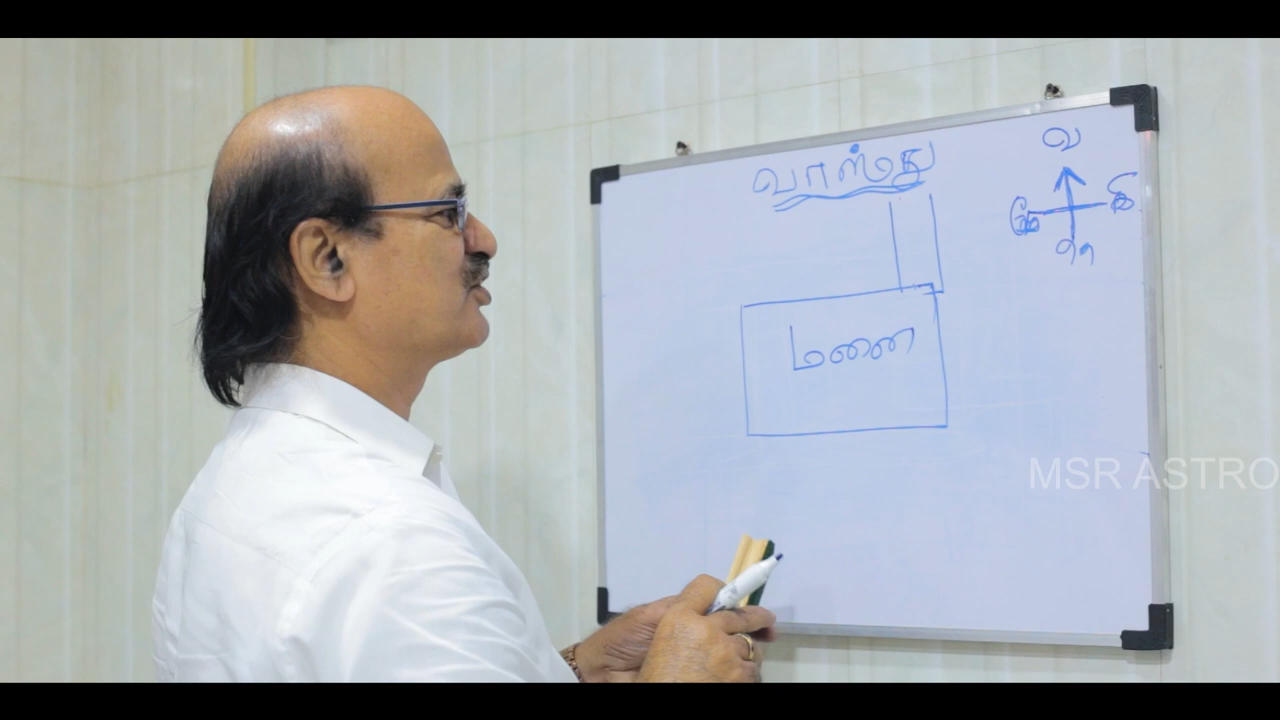 வாஸ்து
வ
மே கி
தெ
மனை
MSR ASTRO